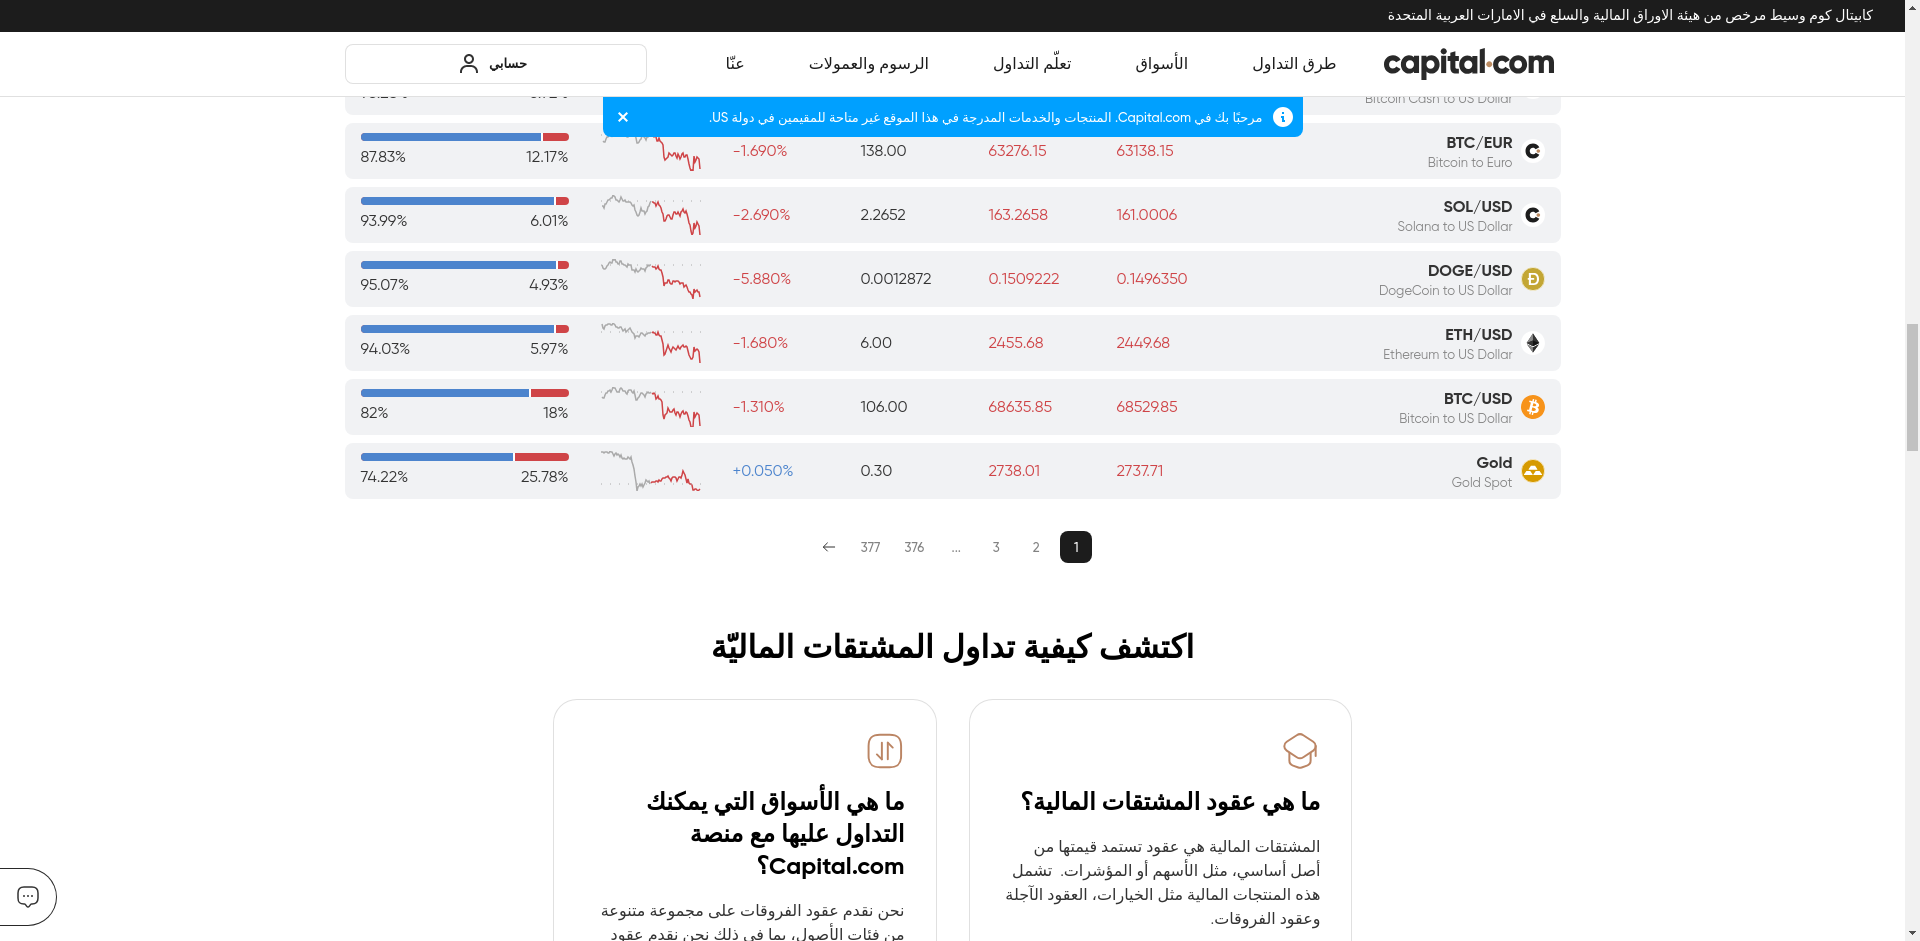 كابيتال كوم وسيط مرخص من هيئة الاوراق المالية والسلع في الامارات العربية المتحدة
capital.com
طرق التداول
الأسواق
تعلّم التداول
الرسوم والعمولات
عنّا
حسابي
مرحبًا بك في Capital.com. المنتجات والخدمات المدرجة في هذا الموقع غير متاحة للمقيمين في دولة US.
Bitcoin Cash to US Dollar
BTC/EUR
Bitcoin to Euro
63138.15
63276.15
138.00
-1.690%
12.17%
87.83%
SOL/USD
Solana to US Dollar
161.0006
163.2658
2.2652
-2.690%
6.01%
93.99%
DOGE/USD
DogeCoin to US Dollar
0.1496350
0.1509222
0.0012872
-5.880%
4.93%
95.07%
ETH/USD
Ethereum to US Dollar
2449.68
2455.68
6.00
-1.680%
5.97%
94.03%
BTC/USD
Bitcoin to US Dollar
68529.85
68635.85
106.00
-1.310%
18%
82%
Gold
Gold Spot
2737.71
2738.01
0.30
+0.050%
25.78%
74.22%
1
2
3
...
376
377
اكتشف كيفية تداول المشتقات الماليّة
ما هي عقود المشتقات المالية؟
المشتقات المالية هي عقود تستمد قيمتها من
أصل أساسي، مثل الأسهم أو المؤشرات. تشمل
هذه المنتجات المالية مثل الخيارات، العقود الآجلة
وعقود الفروقات.
ما هي الأسواق التي يمكنك
التداول عليها مع منصة
Capital.com؟
نحن نقدم عقود الفروقات على مجموعة متنوعة
من فئات الأصول، بما في ذلك نحن نقدم عقود